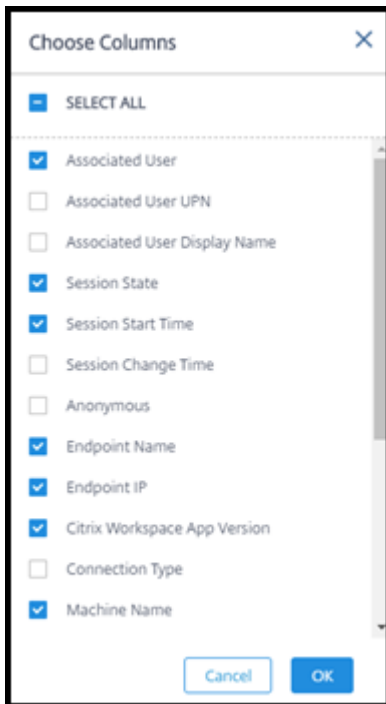 Choose Columns
SELECT ALL
Associated User
Associated User UPN
Associated User Display Name
Session State
Session Start Time
Session Change Time
Anonymous
Endpoint Name
Endpoint IP
Citrix Workspace App Version
Connection Type
Machine Name
Cancel OK